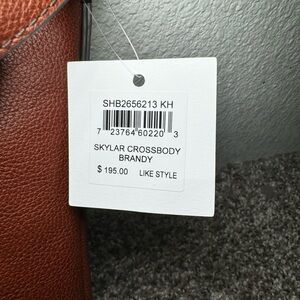 SHB2656213 KH
7 23764 60220 3
SKYLAR CROSSBODY
BRANDY
$ 195.00 LIKE STYLE